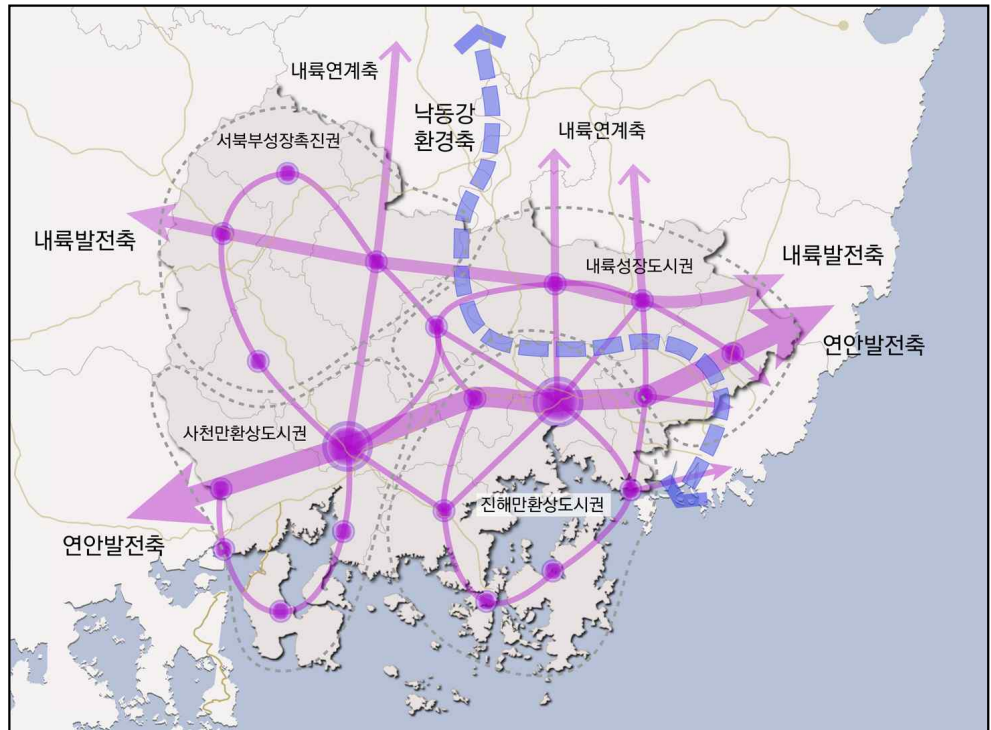 내륙연계축
낙동강
환경축
내륙연계축
서북부성장촉진권
내륙발전축
내륙성장도시권
내륙발전축
연안발전축
사천만환상도시권
진해만환상도시권
연안발전축